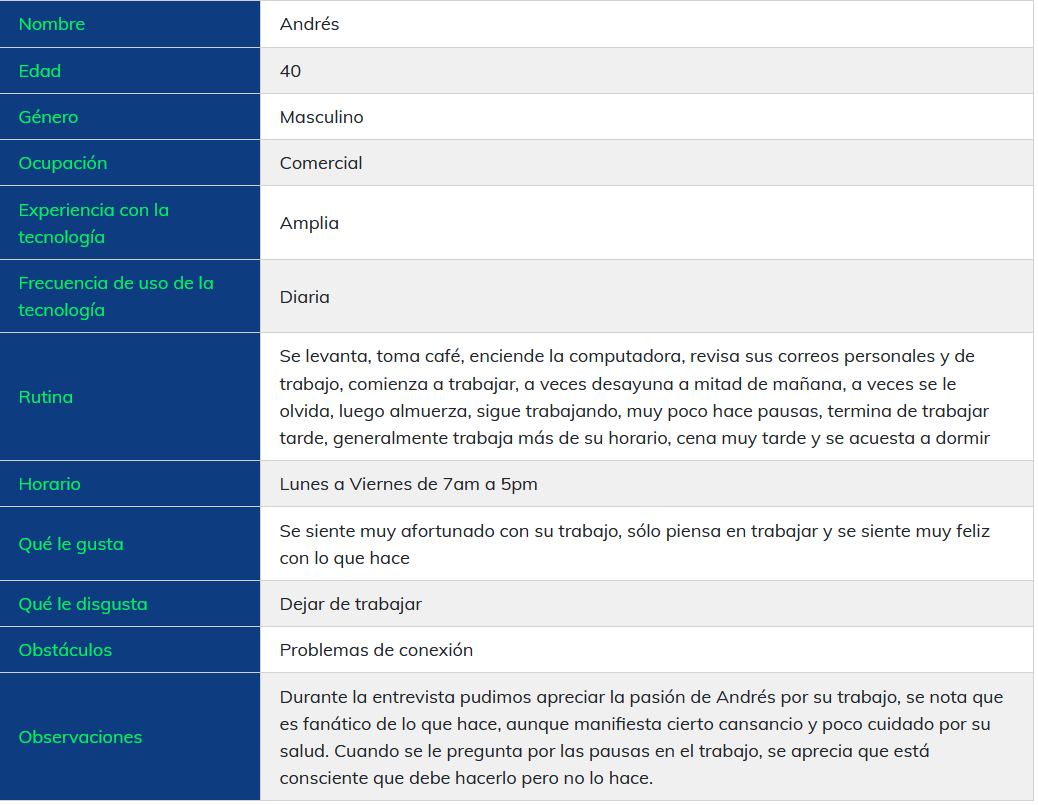 Nombre
Andrés
Edad
40
Género
Masculino
Ocupación
Comercial
Experiencia con la
tecnología
Amplia
Frecuencia de uso de la
tecnología
Diaria
Rutina
Se levanta, toma café, enciende la computadora, revisa sus correos personales y de
trabajo, comienza a trabajar, a veces desayuna a mitad de mañana, a veces se le
olvida, luego almuerza, sigue trabajando, muy poco hace pausas, termina de trabajar
tarde, generalmente trabaja más de su horario, cena muy tarde y se acuesta a dormir
Horario
Lunes a Viernes de 7am a 5pm
Qué le gusta
Se siente muy afortunado con su trabajo, sólo piensa en trabajar y se siente muy feliz
con lo que hace
Qué le disgusta
Dejar de trabajar
Obstáculos
Problemas de conexión
Observaciones
Durante la entrevista pudimos apreciar la pasión de Andrés por su trabajo, se nota que
es fanático de lo que hace, aunque manifiesta cierto cansancio y poco cuidado por su
salud. Cuando se le pregunta por las pausas en el trabajo, se aprecia que está
consciente que debe hacerlo pero no lo hace.